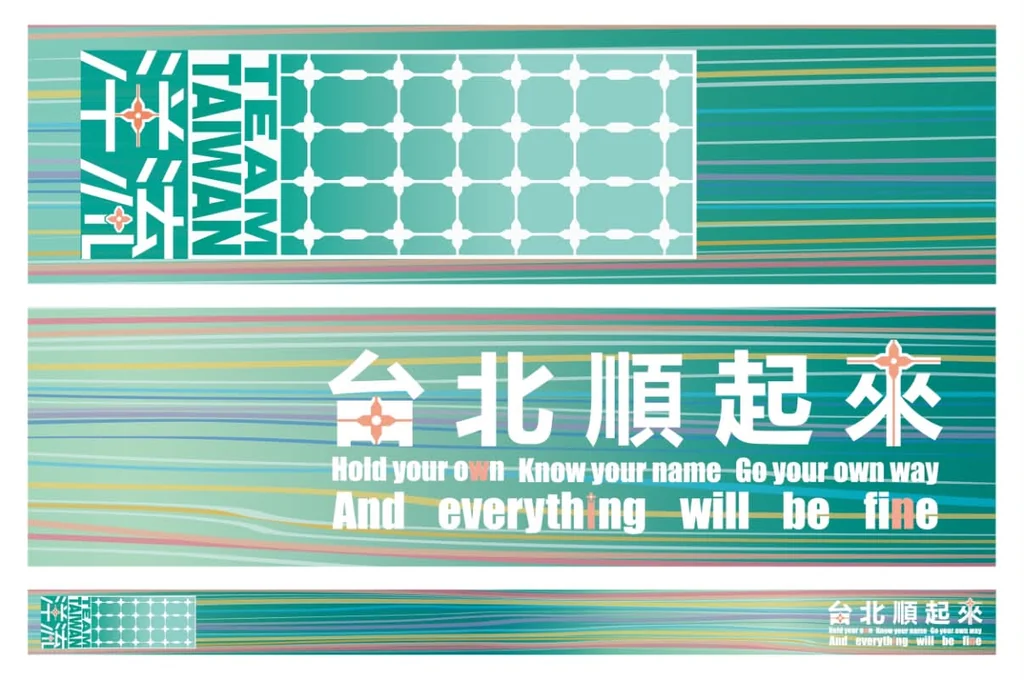 洋流
TEAM
TAIWAN
台北順起來
Hold your own Know your name Go your own way
And everything will be fine
洋流
TEAM
TAIWAN
台北順起來
Hold your own Know your name Go your own way
And everything will be fine